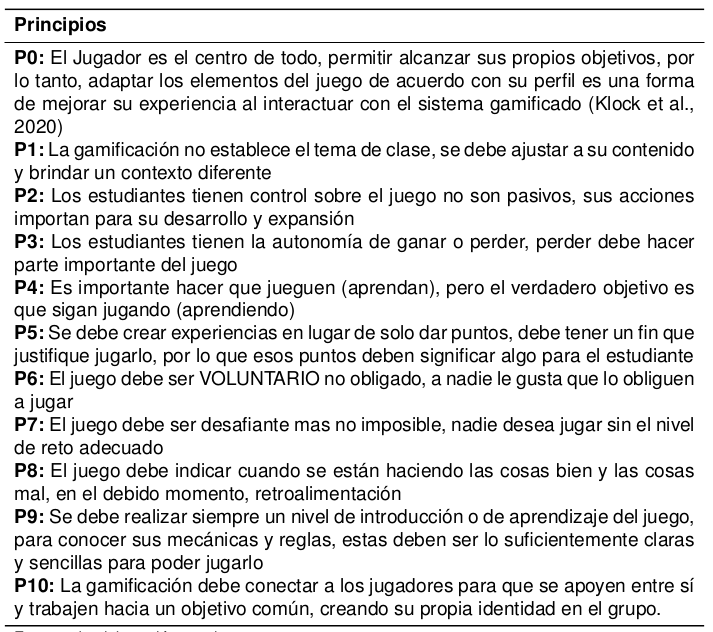 Principios
P0: El Jugador es el centro de todo, permitir alcanzar sus propios objetivos, por
lo tanto, adaptar los elementos del juego de acuerdo con su perfil es una forma
de mejorar su experiencia al interactuar con el sistema gamificado (Klock et al.,
2020)
P1: La gamificación no establece el tema de clase, se debe ajustar a su contenido
y brindar un contexto diferente
P2: Los estudiantes tienen control sobre el juego no son pasivos, sus acciones
importan para su desarrollo y expansión
P3: Los estudiantes tienen la autonomía de ganar o perder, perder debe hacer
parte importante del juego
P4: Es importante hacer que jueguen (aprendan), pero el verdadero objetivo es
que sigan jugando (aprendiendo)
P5: Se debe crear experiencias en lugar de solo dar puntos, debe tener un fin que
justifique jugarlo, por lo que esos puntos deben significar algo para el estudiante
P6: El juego debe ser VOLUNTARIO no obligado, a nadie le gusta que lo obliguen
a jugar
P7: El juego debe ser desafiante mas no imposible, nadie desea jugar sin el nivel
de reto adecuado
P8: El juego debe indicar cuando se están haciendo las cosas bien y las cosas
mal, en el debido momento, retroalimentación
P9: Se debe realizar siempre un nivel de introducción o de aprendizaje del juego,
para conocer sus mecánicas y reglas, estas deben ser lo suficientemente claras
y sencillas para poder jugarlo
P10: La gamificación debe conectar a los jugadores para que se apoyen entre sí
y trabajen hacia un objetivo común, creando su propia identidad en el grupo.